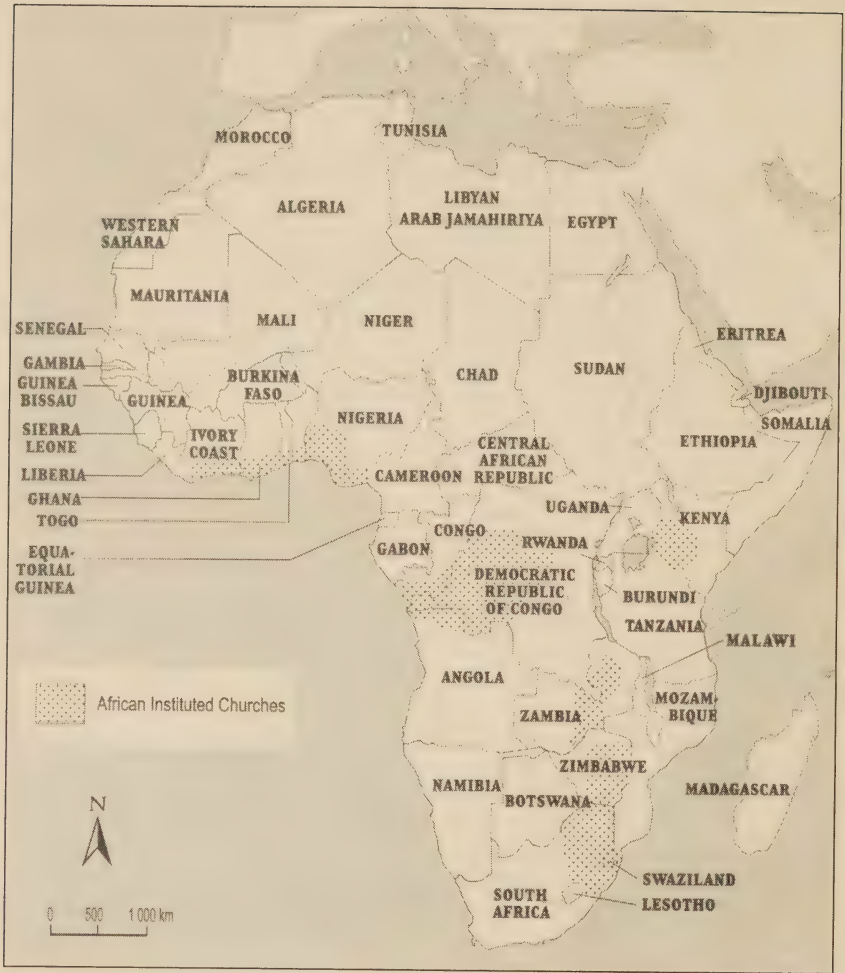 MOROCCO
TUNISIA
ALGERIA
LIBYAN
ARAB JAMAHIRIYA
EGYPT
WESTERN
SAHARA
MAURITANIA
MALI
NIGER
CHAD
SUDAN
ERITREA
SENEGAL
GAMBIA
GUINEA
BISSAU
GUINEA
BURKINA
FASO
DJIBOUTI
SOMALIA
NIGERIA
SIERRA
LEONE
IVORY
COAST
CENTRAL
AFRICAN
REPUBLIC
ETHIOPIA
LIBERIA
CAMEROON
GHANA
TOGO
UGANDA
KENYA
CONGO
RWANDA
GABON
EQUA-
TORIAL
GUINEA
DEMOCRATIC
REPUBLIC
OF CONGO
BURUNDI
TANZANIA
MALAWI
ANGOLA
MOZAM-
BIQUE
ZAMBIA
African Instituted Churches
ZIMBABWE
NAMIBIA
BOTSWANA
MADAGASCAR
N
SWAZILAND
LESOTHO
SOUTH
AFRICA
0 500 1 000 km